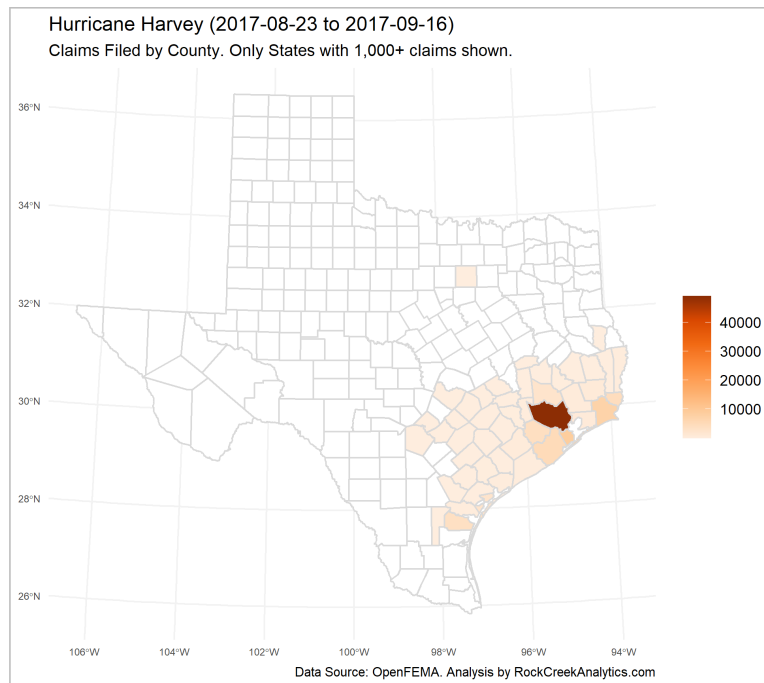 Hurricane Harvey (2017-08-23 to 2017-09-16)
Claims Filed by County. Only States with 1,000+ claims shown.
36°N
34°N
32°N
30°N
28°N
26°N
40000
30000
20000
10000
106°W 104°W 102°W 100°W 98°W 96°W 94°W
Data Source: OpenFEMA. Analysis by RockCreekAnalytics.com